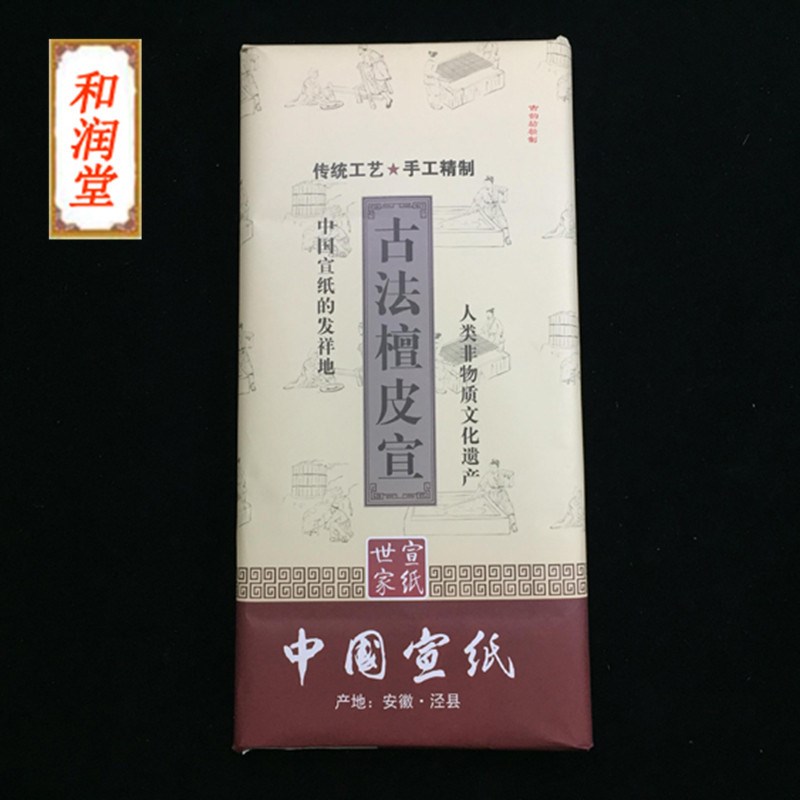 和润堂
传统工艺★手工精制
中国宣纸的发祥地
古法檀皮宣
人类非物质文化遗产
宣纸
世家
中国宣纸
产地：安徽·泾县